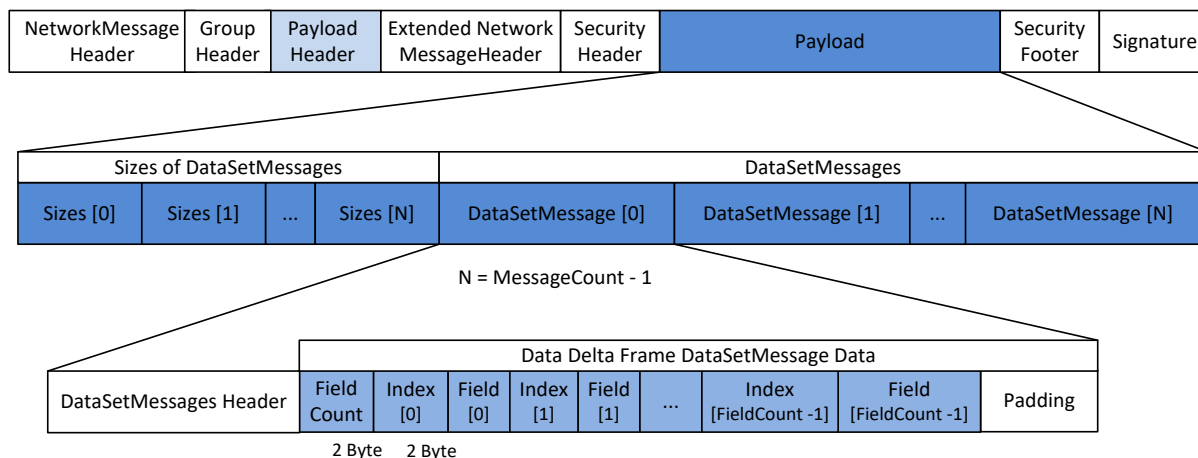 NetworkMessage Header
Group Header
Payload Header
Extended Network MessageHeader
Security Header
Payload
Security Footer
Signature
Sizes of DataSetMessages
DataSetMessages
Sizes [0]
Sizes [1]
...
Sizes [N]
DataSetMessage [0]
DataSetMessage [1]
...
DataSetMessage [N]
N = MessageCount - 1
Data Delta Frame DataSetMessage Data
DataSetMessages Header
Field Count
Index [0]
Field [0]
Index [1]
Field [1]
...
Index [FieldCount -1]
Field [FieldCount -1]
Padding
2 Byte
2 Byte